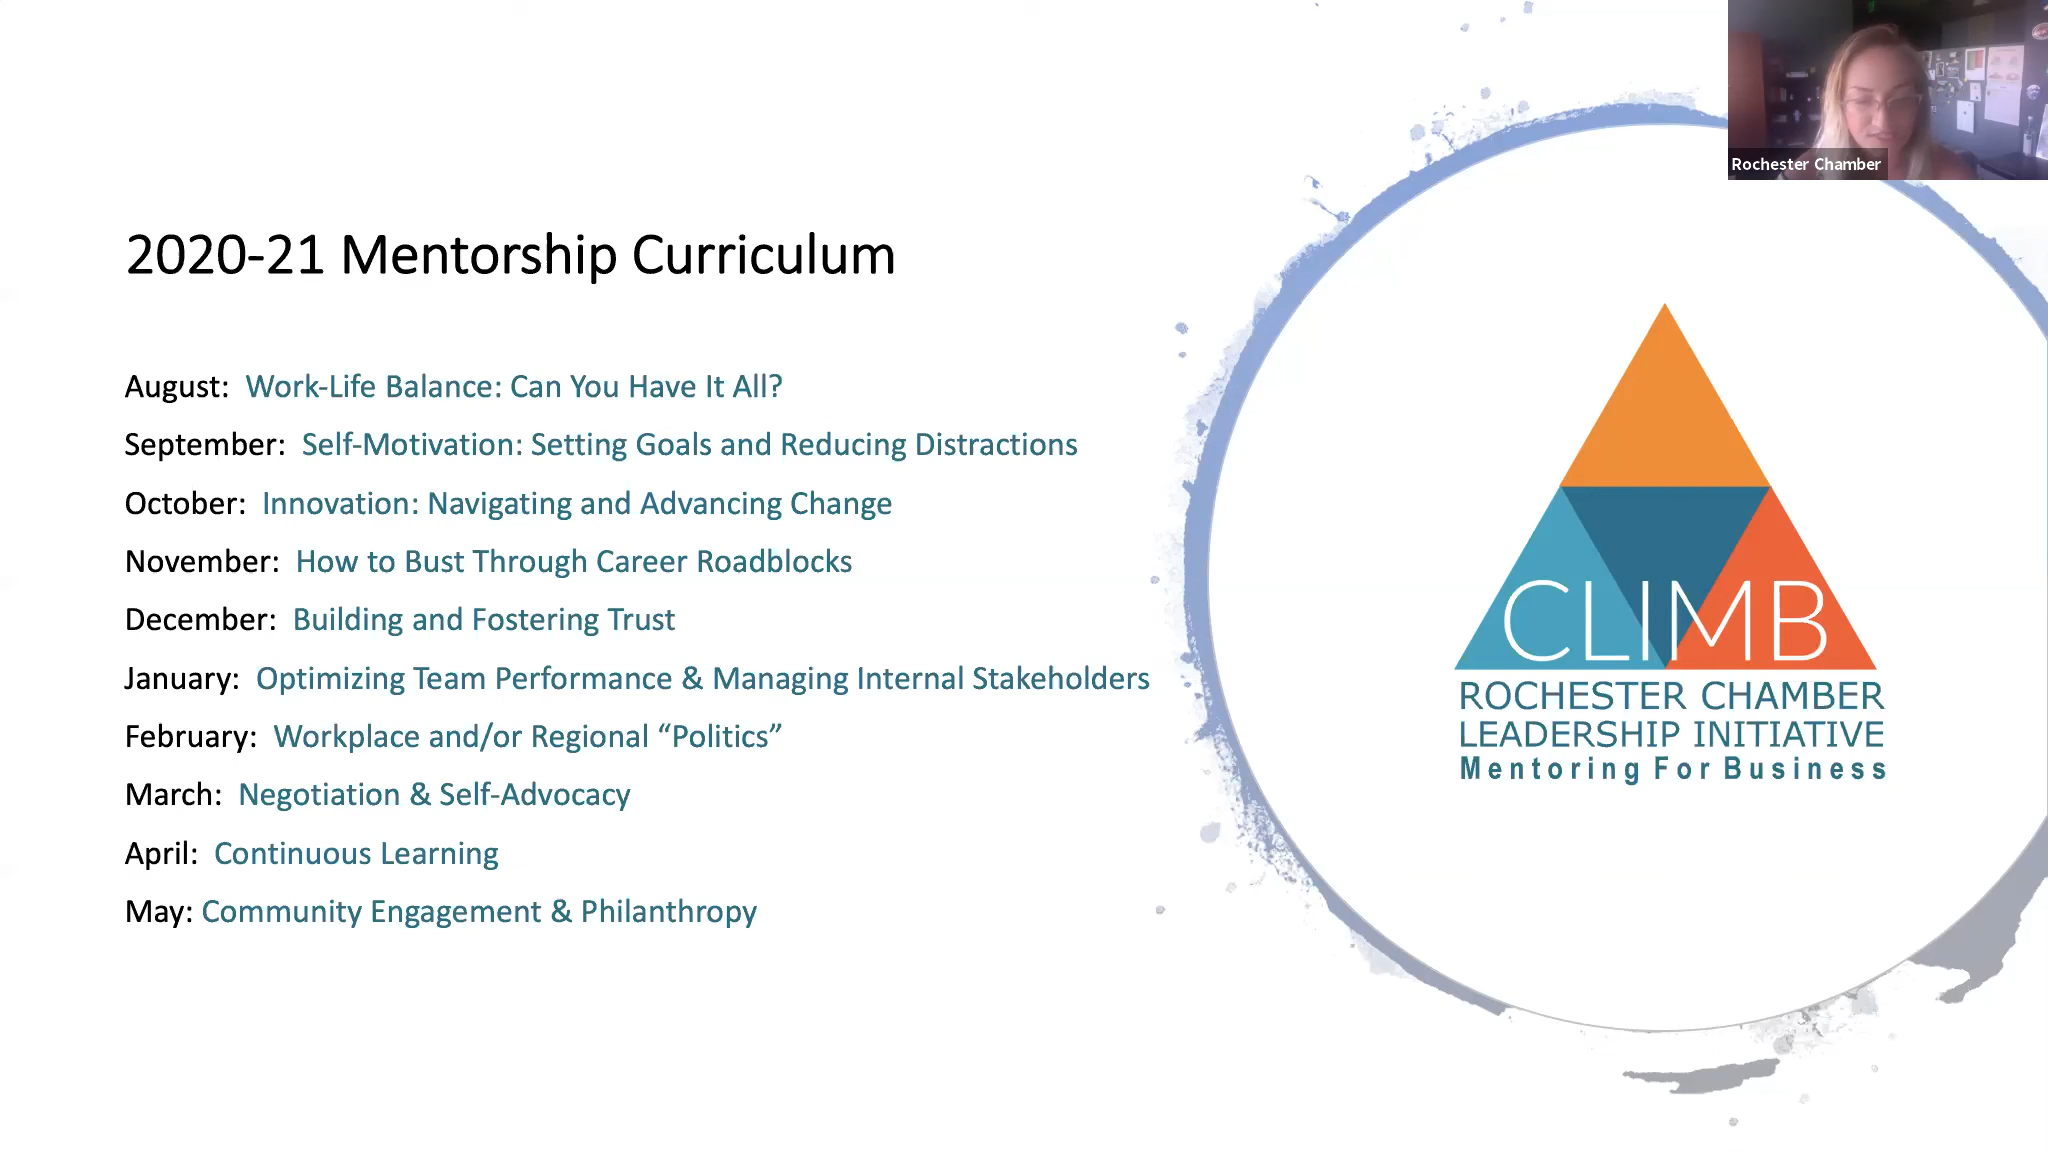 Rochester Chamber
2020-21 Mentorship Curriculum
August: Work-Life Balance: Can You Have It All?
September: Self-Motivation: Setting Goals and Reducing Distractions
October: Innovation: Navigating and Advancing Change
November: How to Bust Through Career Roadblocks
December: Building and Fostering Trust
January: Optimizing Team Performance & Managing Internal Stakeholders
February: Workplace and/or Regional “Politics”
March: Negotiation & Self-Advocacy
April: Continuous Learning
May: Community Engagement & Philanthropy
CLIMB
ROCHESTER CHAMBER
LEADERSHIP INITIATIVE
Mentoring For Business